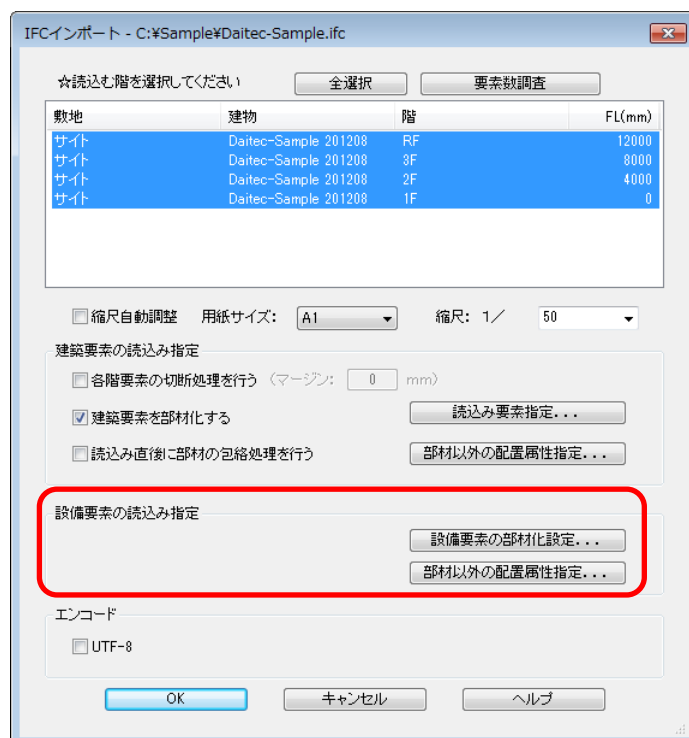 IFCインポート - C:¥Sample¥Daitec-Sample.ifc
☆読込む階を選択してください 全選択 要素数調査
敷地 建物 階 FL(mm)
サイト Daitec-Sample 201208 RF 12000
サイト Daitec-Sample 201208 3F 8000
サイト Daitec-Sample 201208 2F 4000
サイト Daitec-Sample 201208 1F 0
縮尺自動調整 用紙サイズ: A1 縮尺: 1/ 50
建築要素の読込み指定
各階要素の切断処理を行う (マージン: 0 mm)
建築要素を部材化する 読込み要素指定...
読込み直後に部材の包絡処理を行う 部材以外の配置属性指定...
設備要素の読込み指定
設備要素の部材化設定...
部材以外の配置属性指定...
エンコード
UTF-8
OK キャンセル ヘルプ